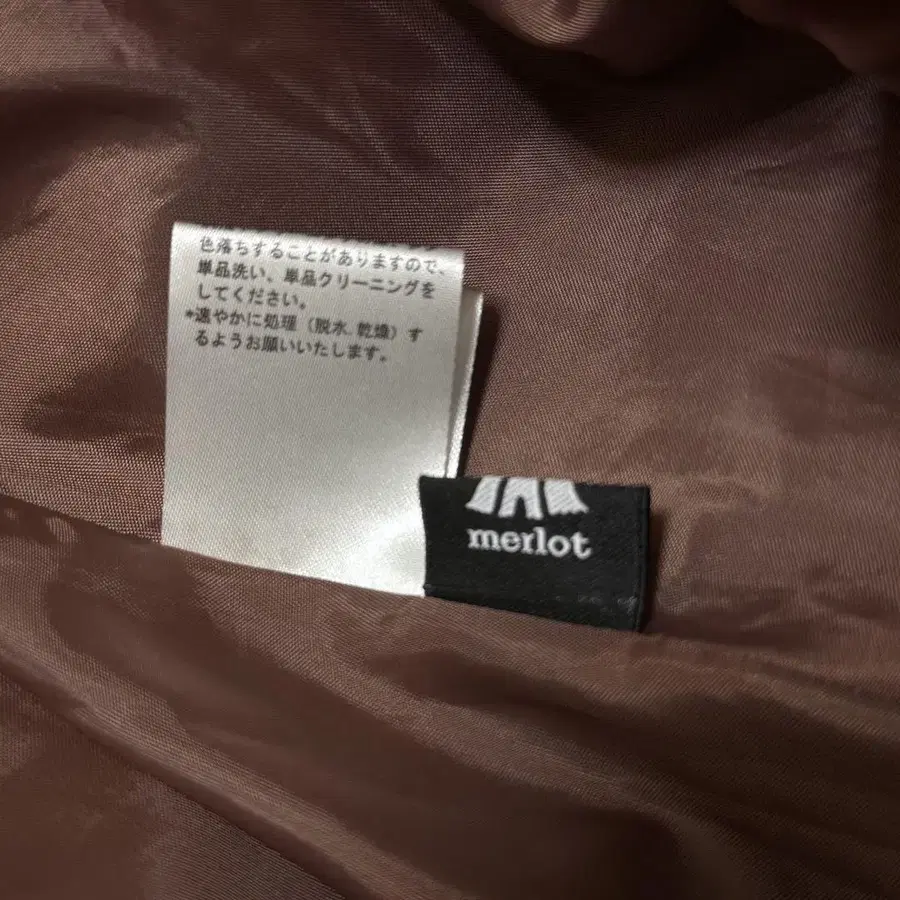 色落ちすることがありますので、
単品洗い、単品クリーニングを
してください。
*速やかに処理（脱水、乾燥）す
るようお願いいたします。
merlot